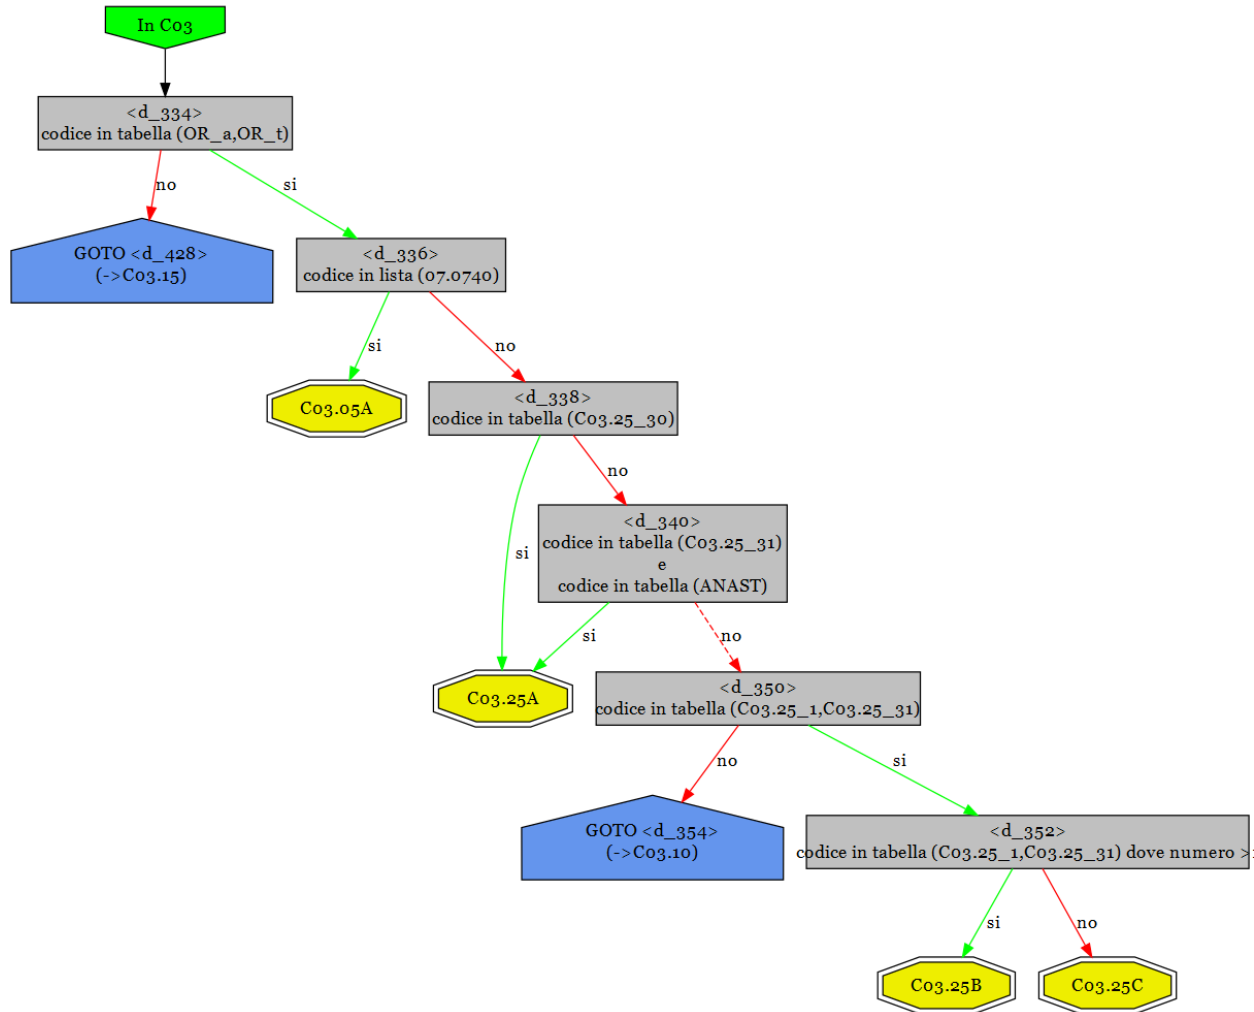 In C03
<d_334>
codice in tabella (OR_a,OR_t)
no
si
GOTO <d_428>
(->C03.15)
<d_336>
codice in lista (07.0740)
si
no
C03.05A
<d_338>
codice in tabella (C03.25_30)
no
si
<d_340>
codice in tabella (C03.25_31)
e
codice in tabella (ANAST)
si
no
C03.25A
<d_350>
codice in tabella (C03.25_1,C03.25_31)
no
si
GOTO <d_354>
(->C03.10)
<d_352>
codice in tabella (C03.25_1,C03.25_31) dove numero >1
si
no
C03.25B
C03.25C